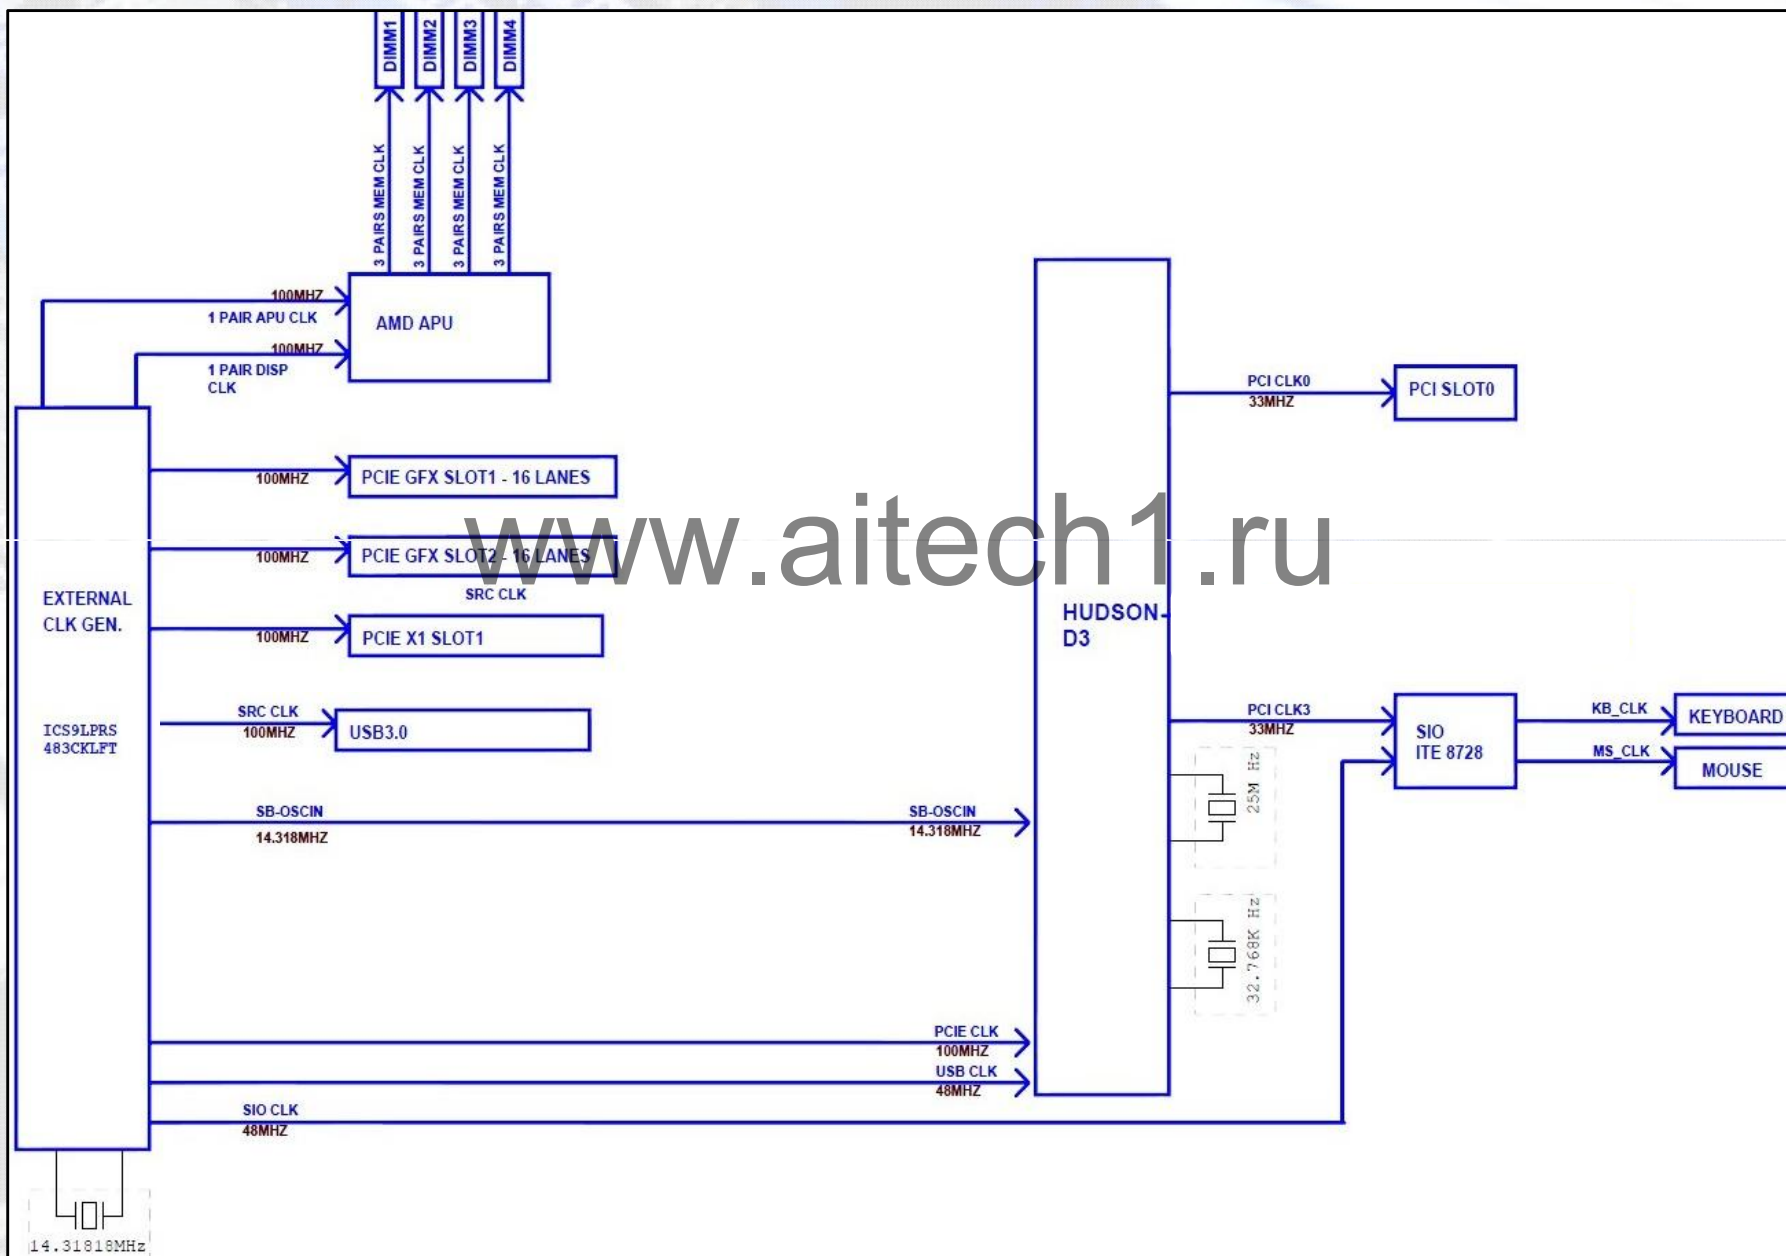 DIMM1
DIMM2
DIMM3
DIMM4
3 PAIRS MEM CLK
3 PAIRS MEM CLK
3 PAIRS MEM CLK
3 PAIRS MEM CLK
100MHZ
1 PAIR APU CLK
AMD APU
100MHZ
1 PAIR DISP
CLK
PCI CLK0
33MHZ
PCI SLOT0
100MHZ
PCIE GFX SLOT1 - 16 LANES
www.aitech1.ru
100MHZ
PCIE GFX SLOT2 - 16 LANES
SRC CLK
EXTERNAL
CLK GEN.
HUDSON-
D3
100MHZ
PCIE X1 SLOT1
ICS9LPRS
483CKLFT
SRC CLK
100MHZ
USB3.0
PCI CLK3
33MHZ
SIO
ITE 8728
KB_CLK
KEYBOARD
MS_CLK
MOUSE
25M Hz
SB-OSCIN
14.318MHZ
SB-OSCIN
14.318MHZ
32.768K Hz
PCIE CLK
100MHZ
USB CLK
48MHZ
SIO CLK
48MHZ
14.31818MHz